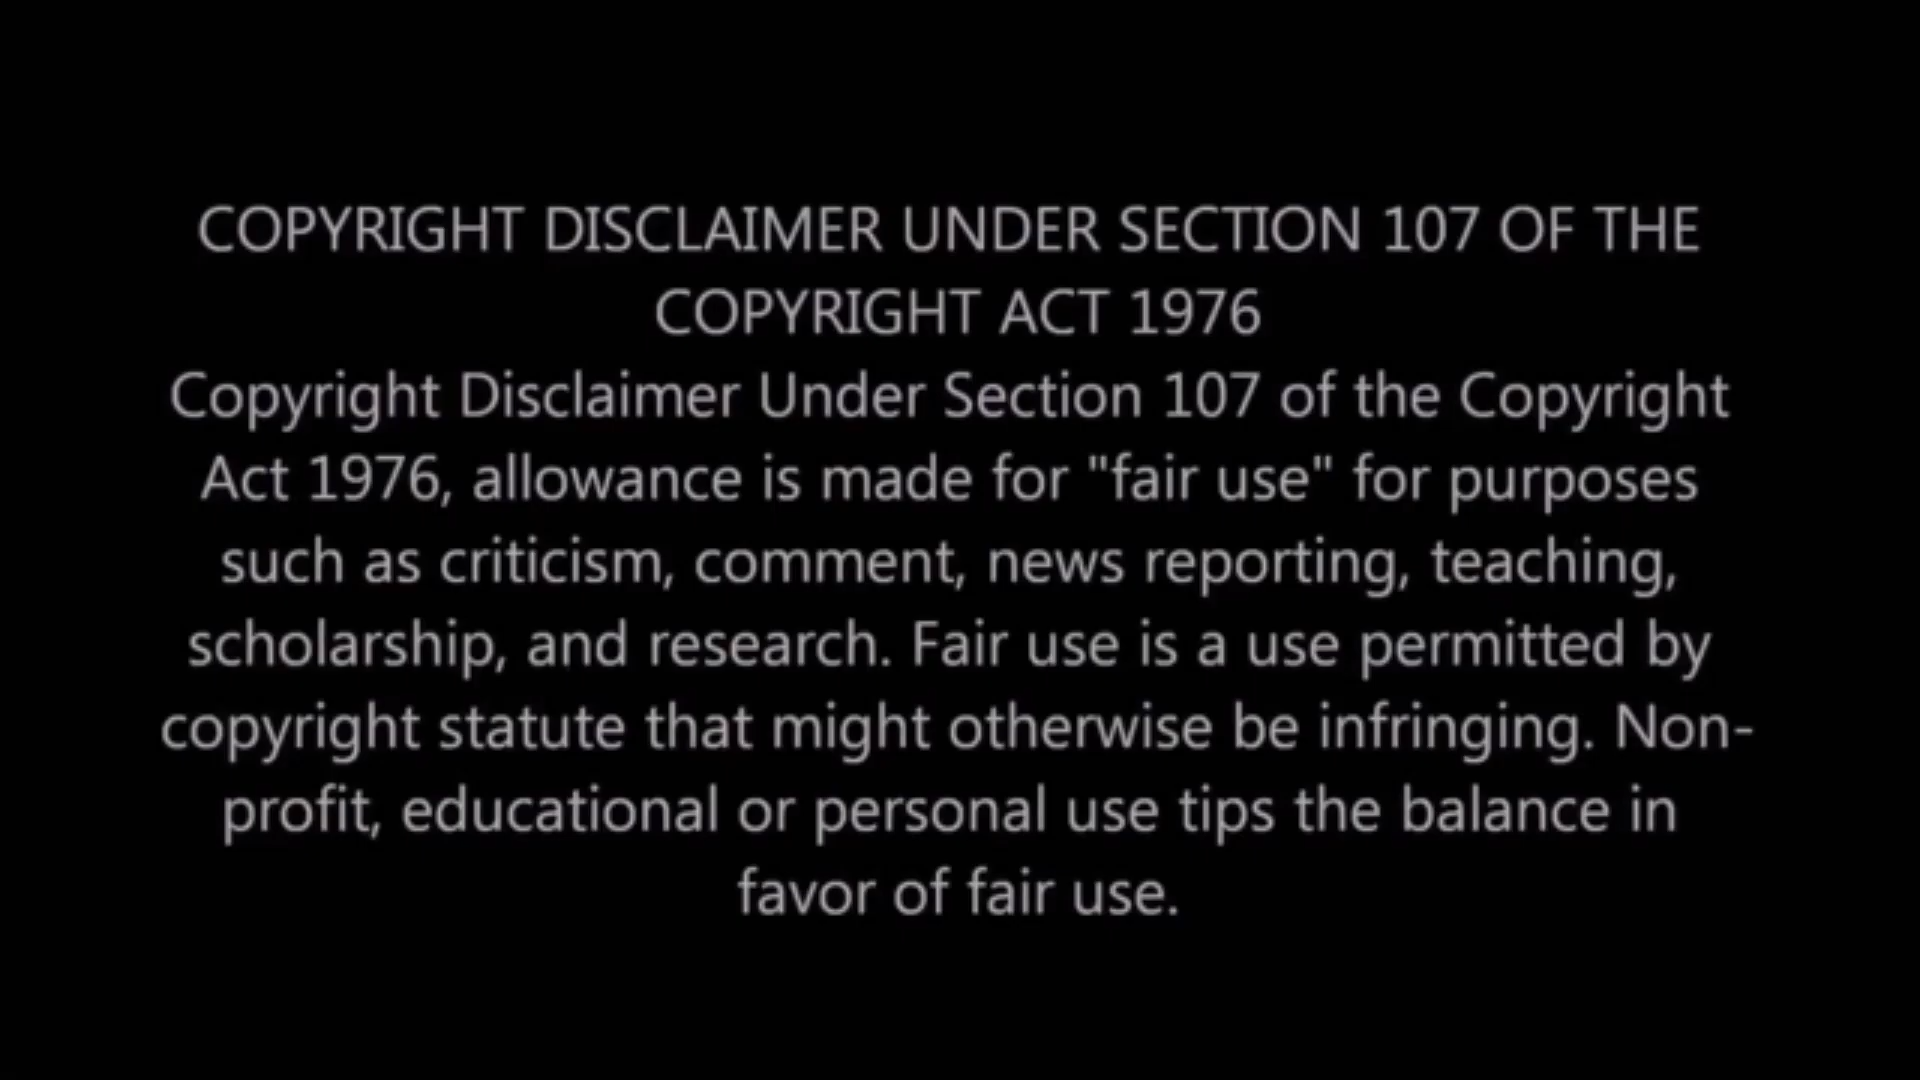 COPYRIGHT DISCLAIMER UNDER SECTION 107 OF THE
COPYRIGHT ACT 1976
Copyright Disclaimer Under Section 107 of the Copyright
Act 1976, allowance is made for "fair use" for purposes
such as criticism, comment, news reporting, teaching,
scholarship, and research. Fair use is a use permitted by
copyright statute that might otherwise be infringing. Non-
profit, educational or personal use tips the balance in
favor of fair use.